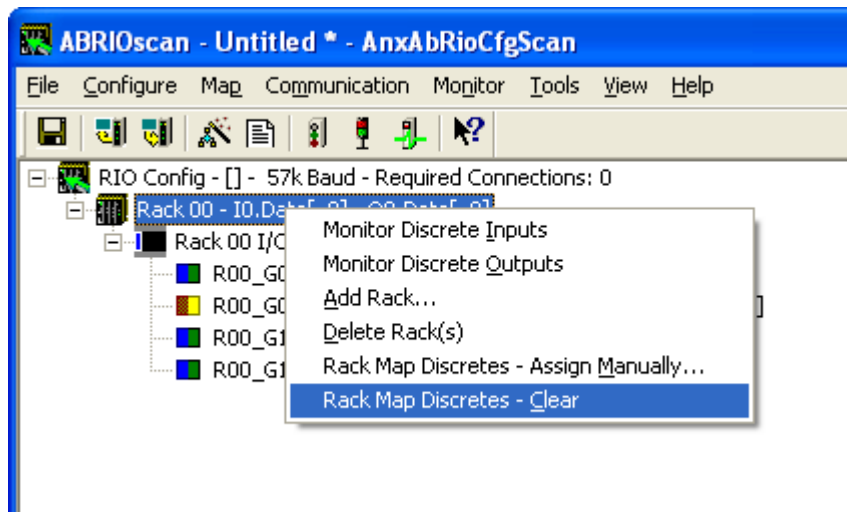 ABRIOscan - Untitled * - AnxAbRioCfgScan
File Configure Map Communication Monitor Tools View Help
RIO Config - [] - 57k Baud - Required Connections: 0
Rack 00 - I0.Data[
Rack 00 I/O
R00_G0
R00_G0 ]
R00_G1
R00_G1
Monitor Discrete Inputs
Monitor Discrete Outputs
Add Rack...
Delete Rack(s)
Rack Map Discretes - Assign Manually...
Rack Map Discretes - Clear